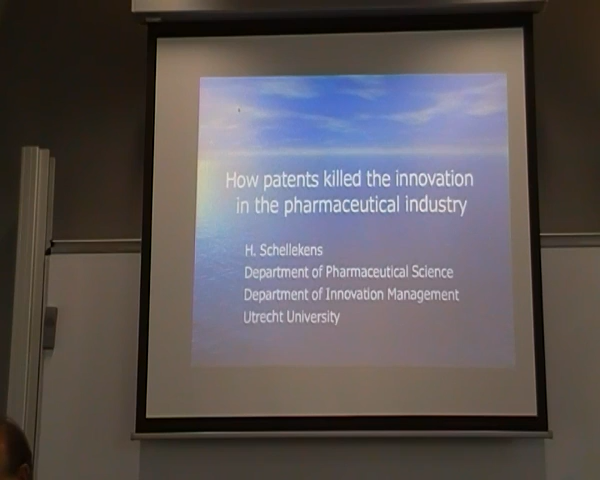 How patents killed the innovation
in the pharmaceutical industry
H. Schellekens
Department of Pharmaceutical Science
Department of Innovation Management
Utrecht University